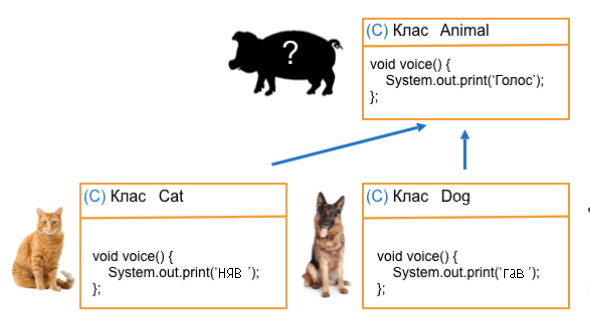 ?
(C) Клас Animal
void voice() {
System.out.print(‘Голос’);
};
(C) Клас Cat
void voice() {
System.out.print(‘няв ’);
};
(C) Клас Dog
void voice() {
System.out.print(‘гав ’);
};